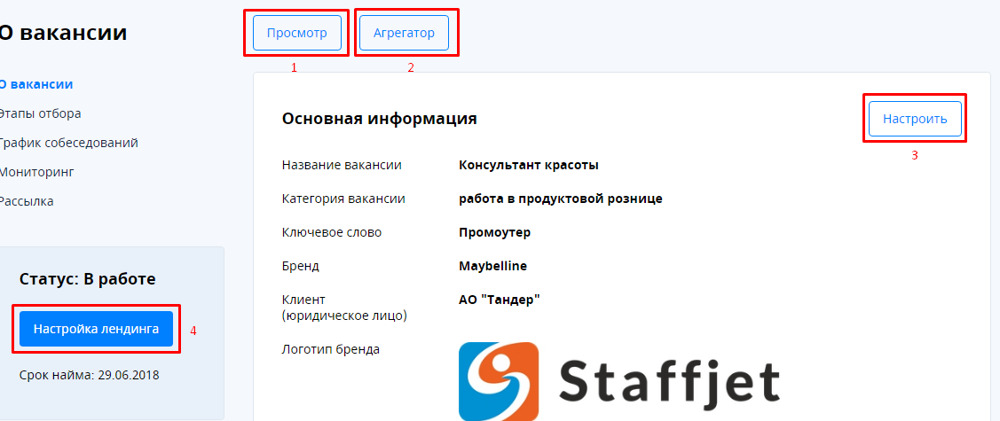 О вакансии
О вакансии
Этапы отбора
График собеседований
Мониторинг
Рассылка
Статус: В работе
Настройка лендинга
4
Срок найма: 29.06.2018
Просмотр
Агрегатор
1
2
Основная информация
Настроить
3
Название вакансии Консультант красоты
Категория вакансии работа в продуктовой рознице
Ключевое слово Промоутер
Бренд Maybelline
Клиент АО "Тандер"
(юридическое лицо)
Логотип бренда
Staffjet